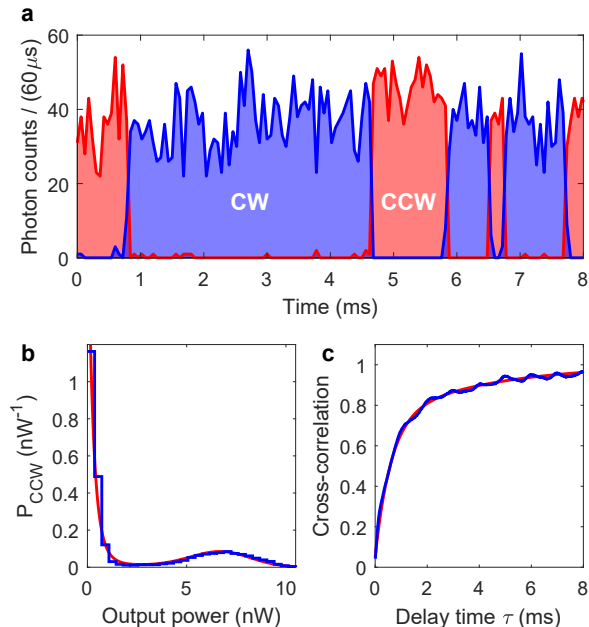 a
Photon counts / (60μs)
60
40
20
0
CW
CCW
0 1 2 3 4 5 6 7 8
Time (ms)
b
P_CCW (nW⁻¹)
1
0.8
0.6
0.4
0.2
0
0 5 10
Output power (nW)
c
Cross-correlation
1
0.8
0.6
0.4
0.2
0
0 2 4 6 8
Delay time τ (ms)